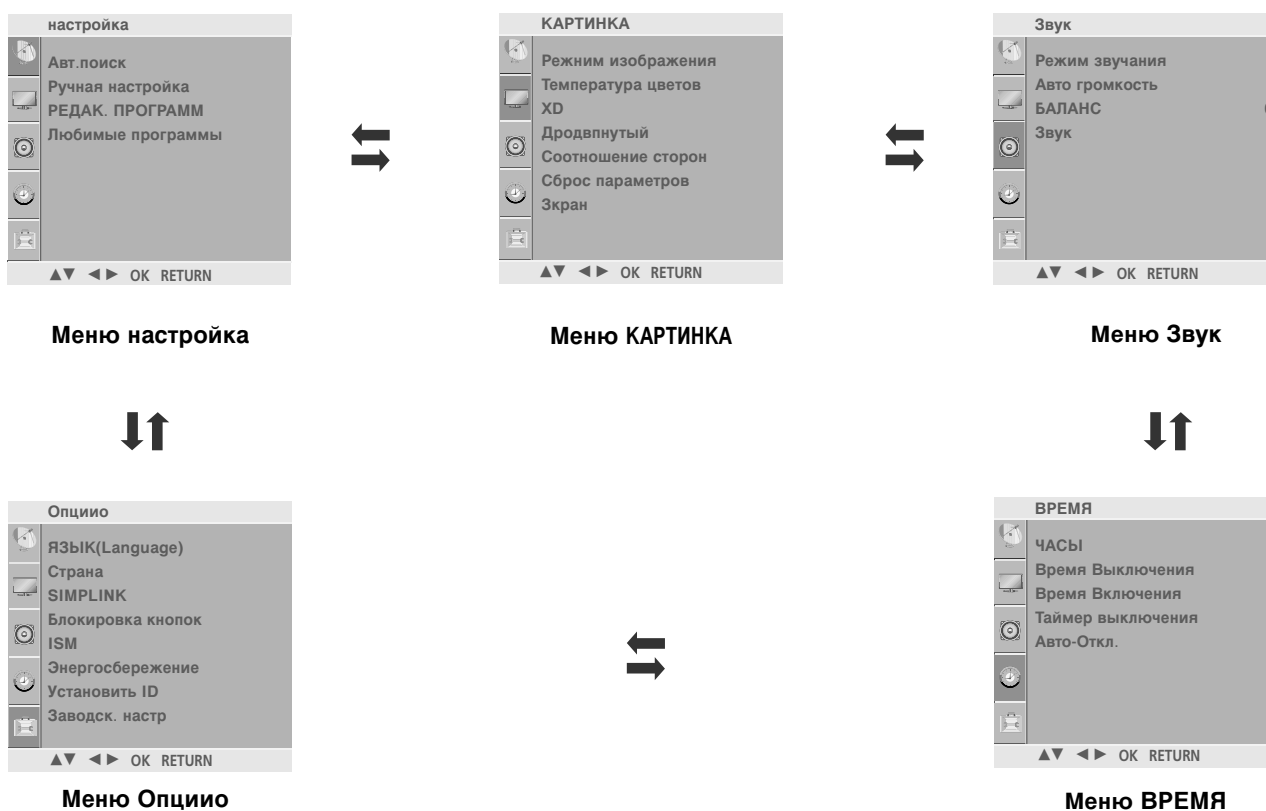 настройка
Авт.поиск
Ручная настройка
РЕДАК. ПРОГРАММ
Любимые программы
▲▼ ◄► OK RETURN
Меню настройка
КАРТИНКА
Режним изображения
Температура цветов
XD
Дродвпнутый
Соотношение сторон
Сброс параметров
Зкран
▲▼ ◄► OK RETURN
Меню КАРТИНКА
Звук
Режим звучания
Авто громкость
БАЛАНС
Звук
▲▼ ◄► OK RETURN
Меню Звук
Опциио
ЯЗЫК(Language)
Страна
SIMPLINK
Блокировка кнопок
ISM
Энергосбережение
Установить ID
Заводск. настр
▲▼ ◄► OK RETURN
Меню Опциио
ВРЕМЯ
ЧАСЫ
Время Выключения
Время Включения
Таймер выключения
Авто-Откл.
▲▼ ◄► OK RETURN
Меню ВРЕМЯ